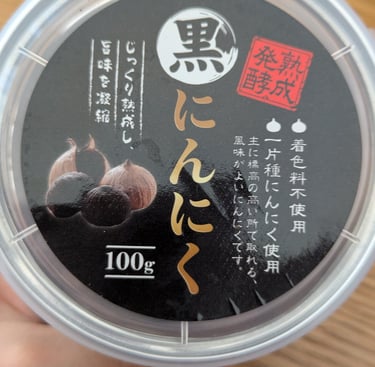 熟成
発酵
黒
にんにく
着色料不使用
一片種にんにく使用
主に標高の高い所で取れる、
風味がよいにんにくです。
じっくり熟成し、
旨味を凝縮
100g